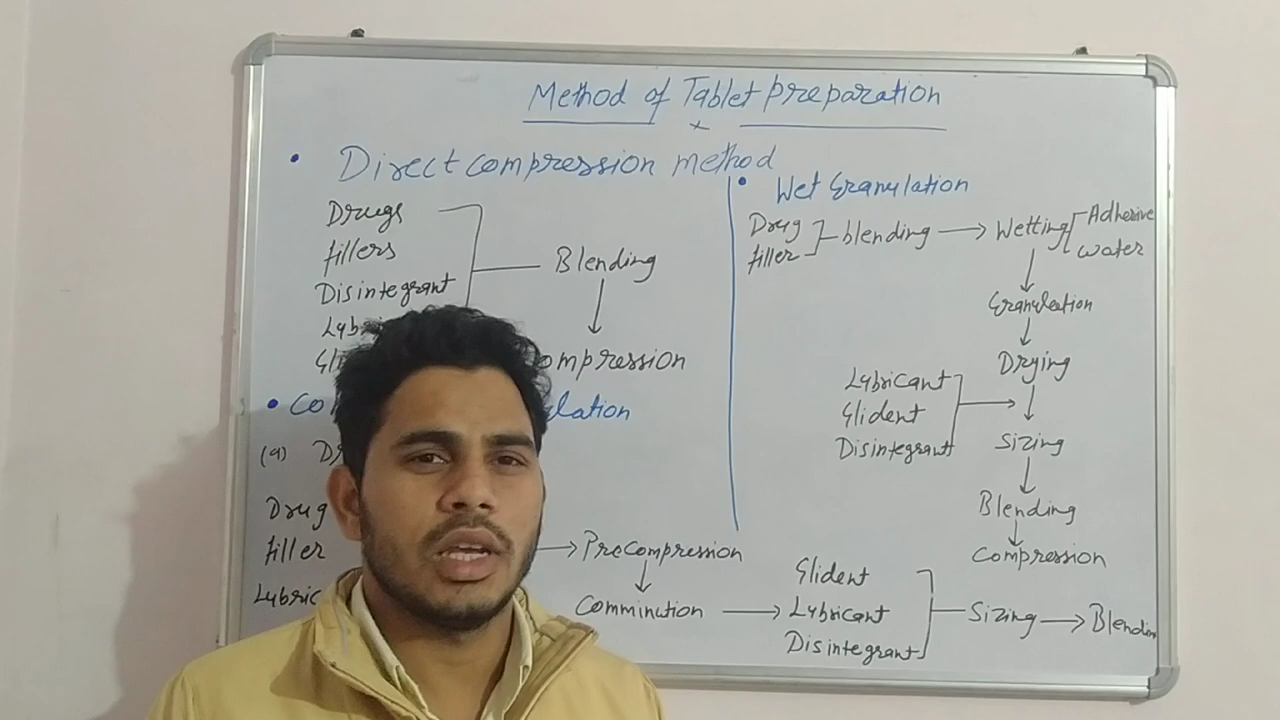 Method of Tablet preparation
x
• Direct compression method
Drugs
fillers
Disintegrant
Blending
ompression
• Co lation
(a) D
Drug
filler
Lubric
Precompression
Commination
Glident
Lubricant
Disintegrant
Sizing
Blendin
• Wet Granulation
Drug
filler
blending
Wetting
Adhesive
water
Granulation
Drying
Lubricant
Glident
Disintegrant
Sizing
Blending
Compression